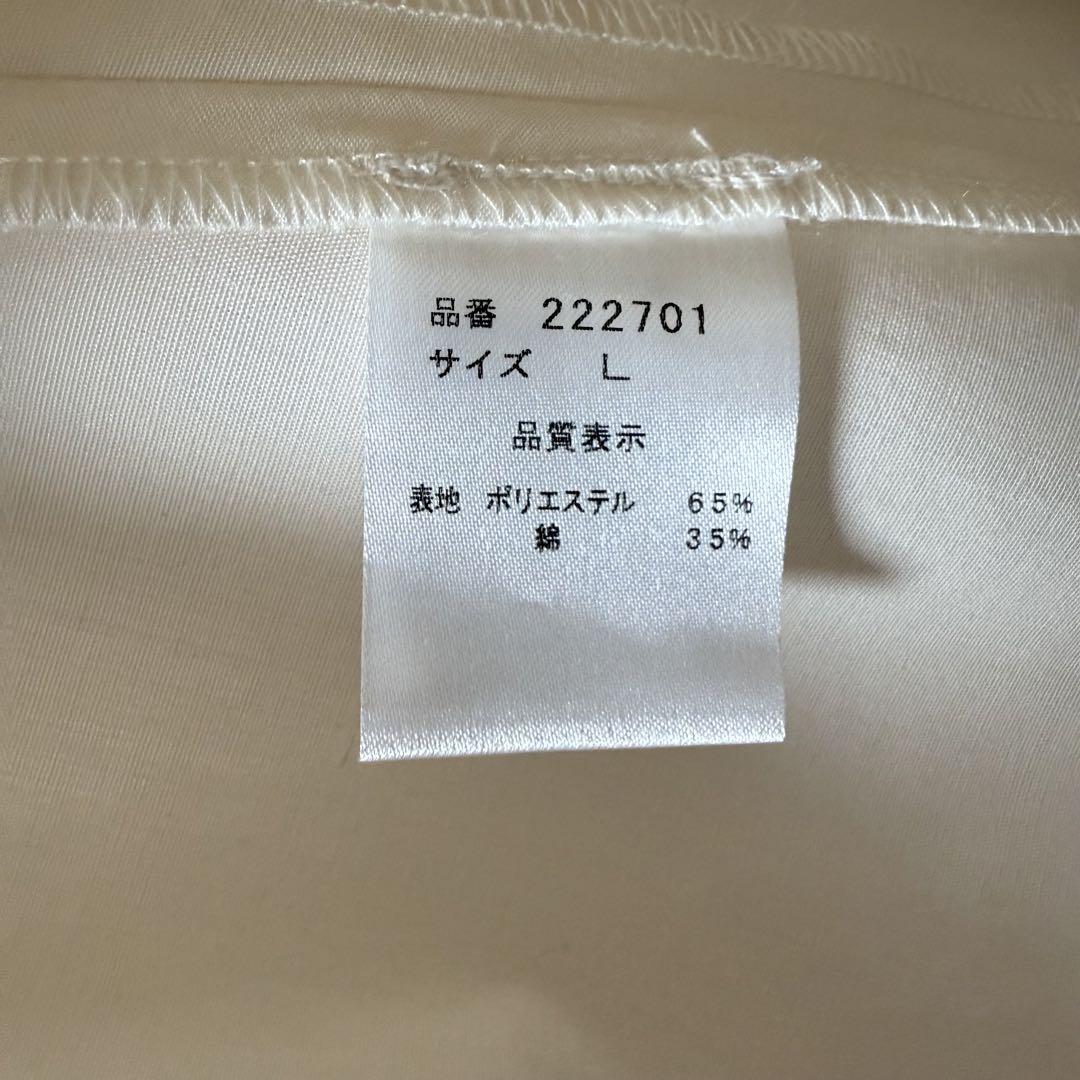 品番 222701
サイズ L
品質表示
表地 ポリエステル 65%
綿 35%